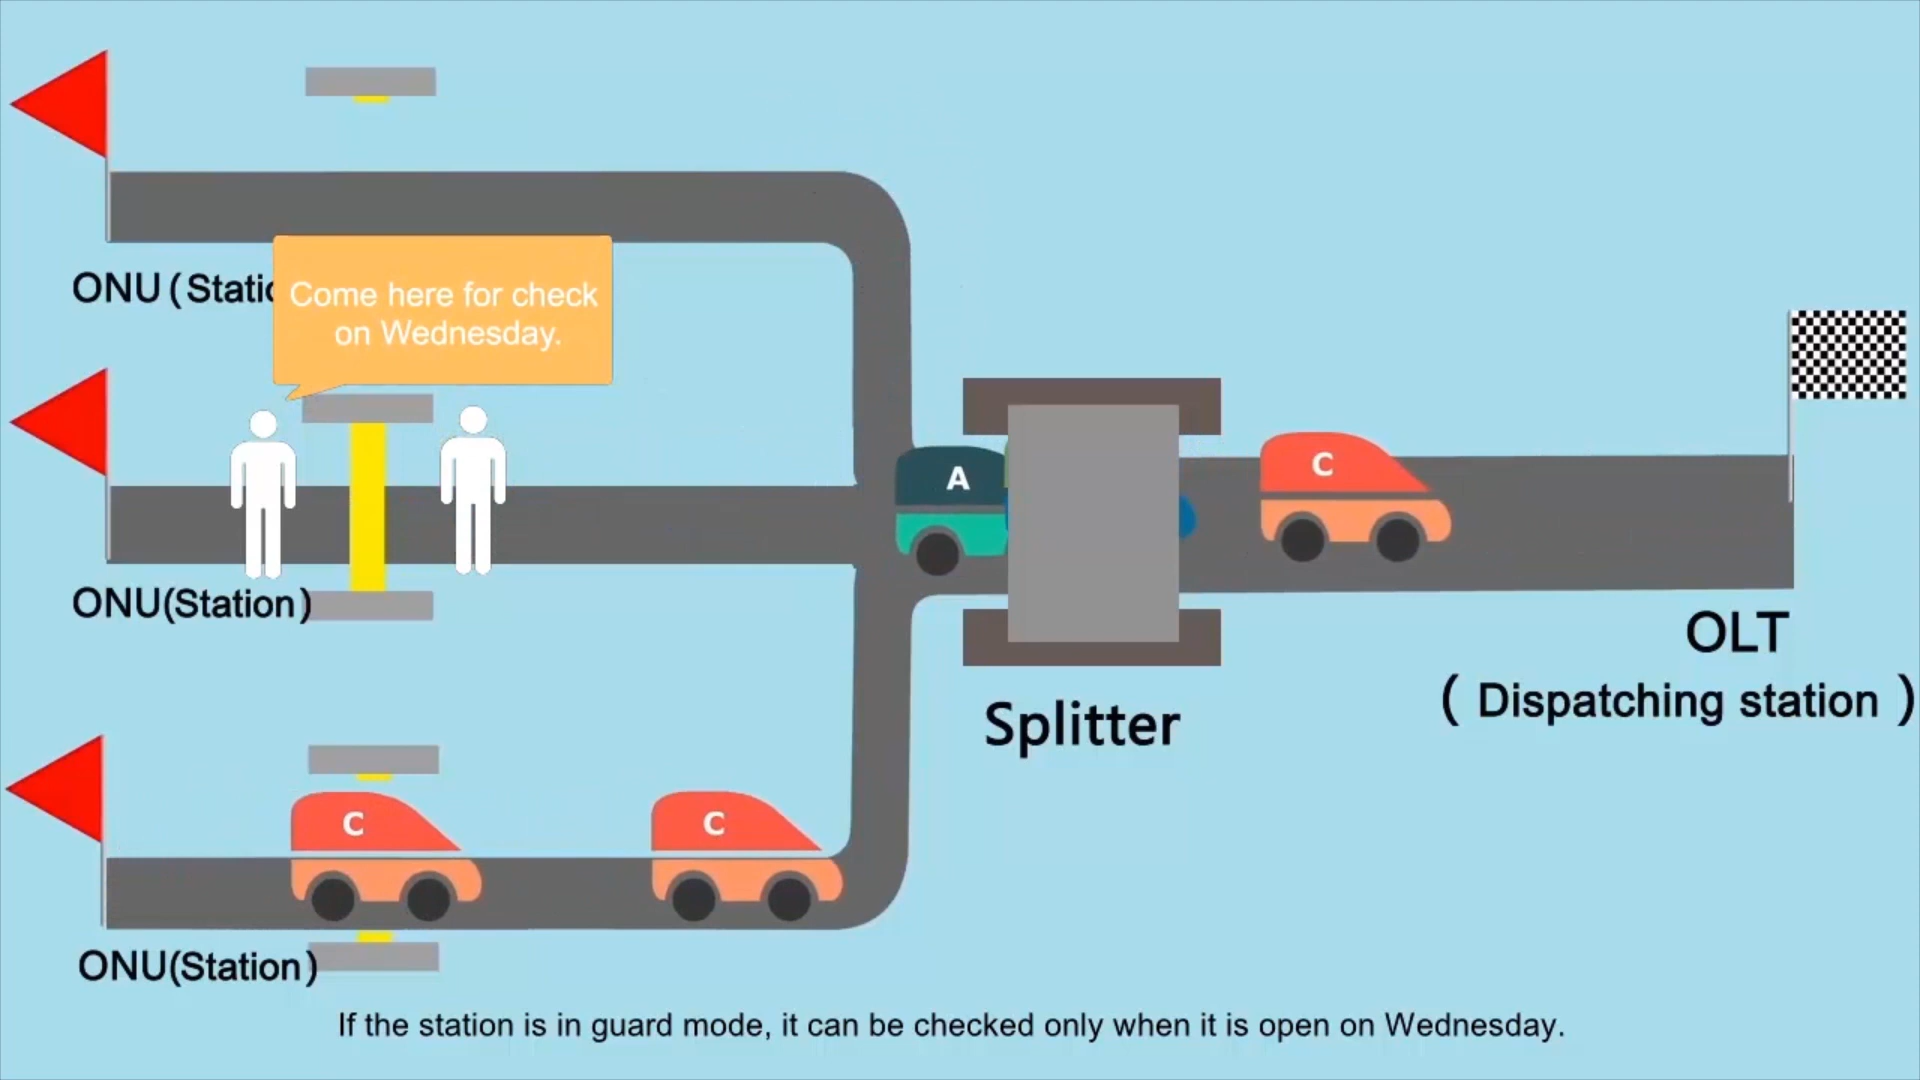 ONU (Statio
Come here for check
on Wednesday.
A
C
ONU(Station)
OLT
( Dispatching station )
Splitter
C
C
ONU(Station)
If the station is in guard mode, it can be checked only when it is open on Wednesday.